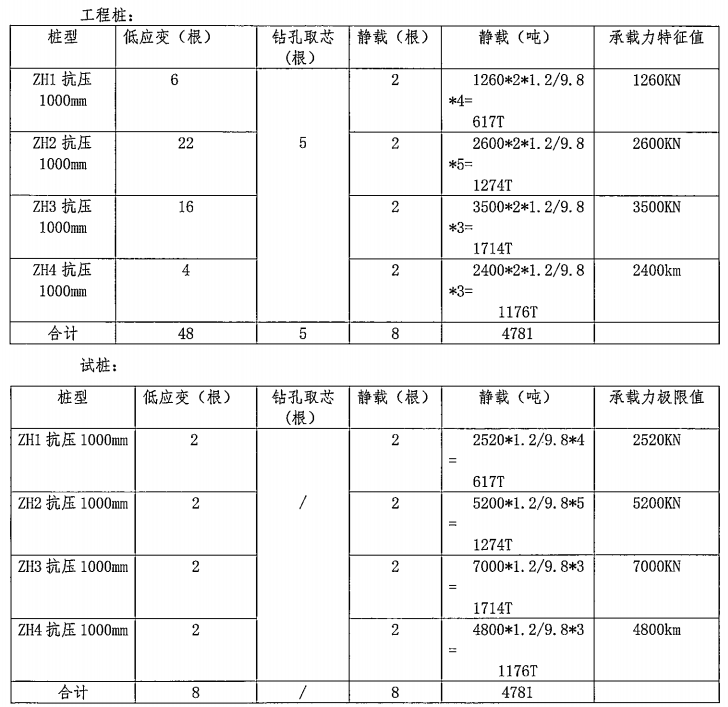 工程桩：
桩型 低应变（根） 钻孔取芯 静载（根） 静载（吨） 承载力特征值
（根）
ZH1 抗压 6 2 1260*2*1.2/9.8 1260KN
1000mm *4=
617T
ZH2 抗压 22 5 2 2600*2*1.2/9.8 2600KN
1000mm *5=
1274T
ZH3 抗压 16 2 3500*2*1.2/9.8 3500KN
1000mm *3=
1714T
ZH4 抗压 4 2 2400*2*1.2/9.8 2400km
1000mm *3=
1176T
合计 48 5 8 4781
试桩：
桩型 低应变（根） 钻孔取芯 静载（根） 静载（吨） 承载力极限值
（根）
ZH1 抗压 1000mm 2 2 2520*1.2/9.8*4 2520KN
=
617T
ZH2 抗压 1000mm 2 / 2 5200*1.2/9.8*5 5200KN
=
1274T
ZH3 抗压 1000mm 2 2 7000*1.2/9.8*3 7000KN
=
1714T
ZH4 抗压 1000mm 2 2 4800*1.2/9.8*3 4800km
=
1176T
合计 8 / 8 4781